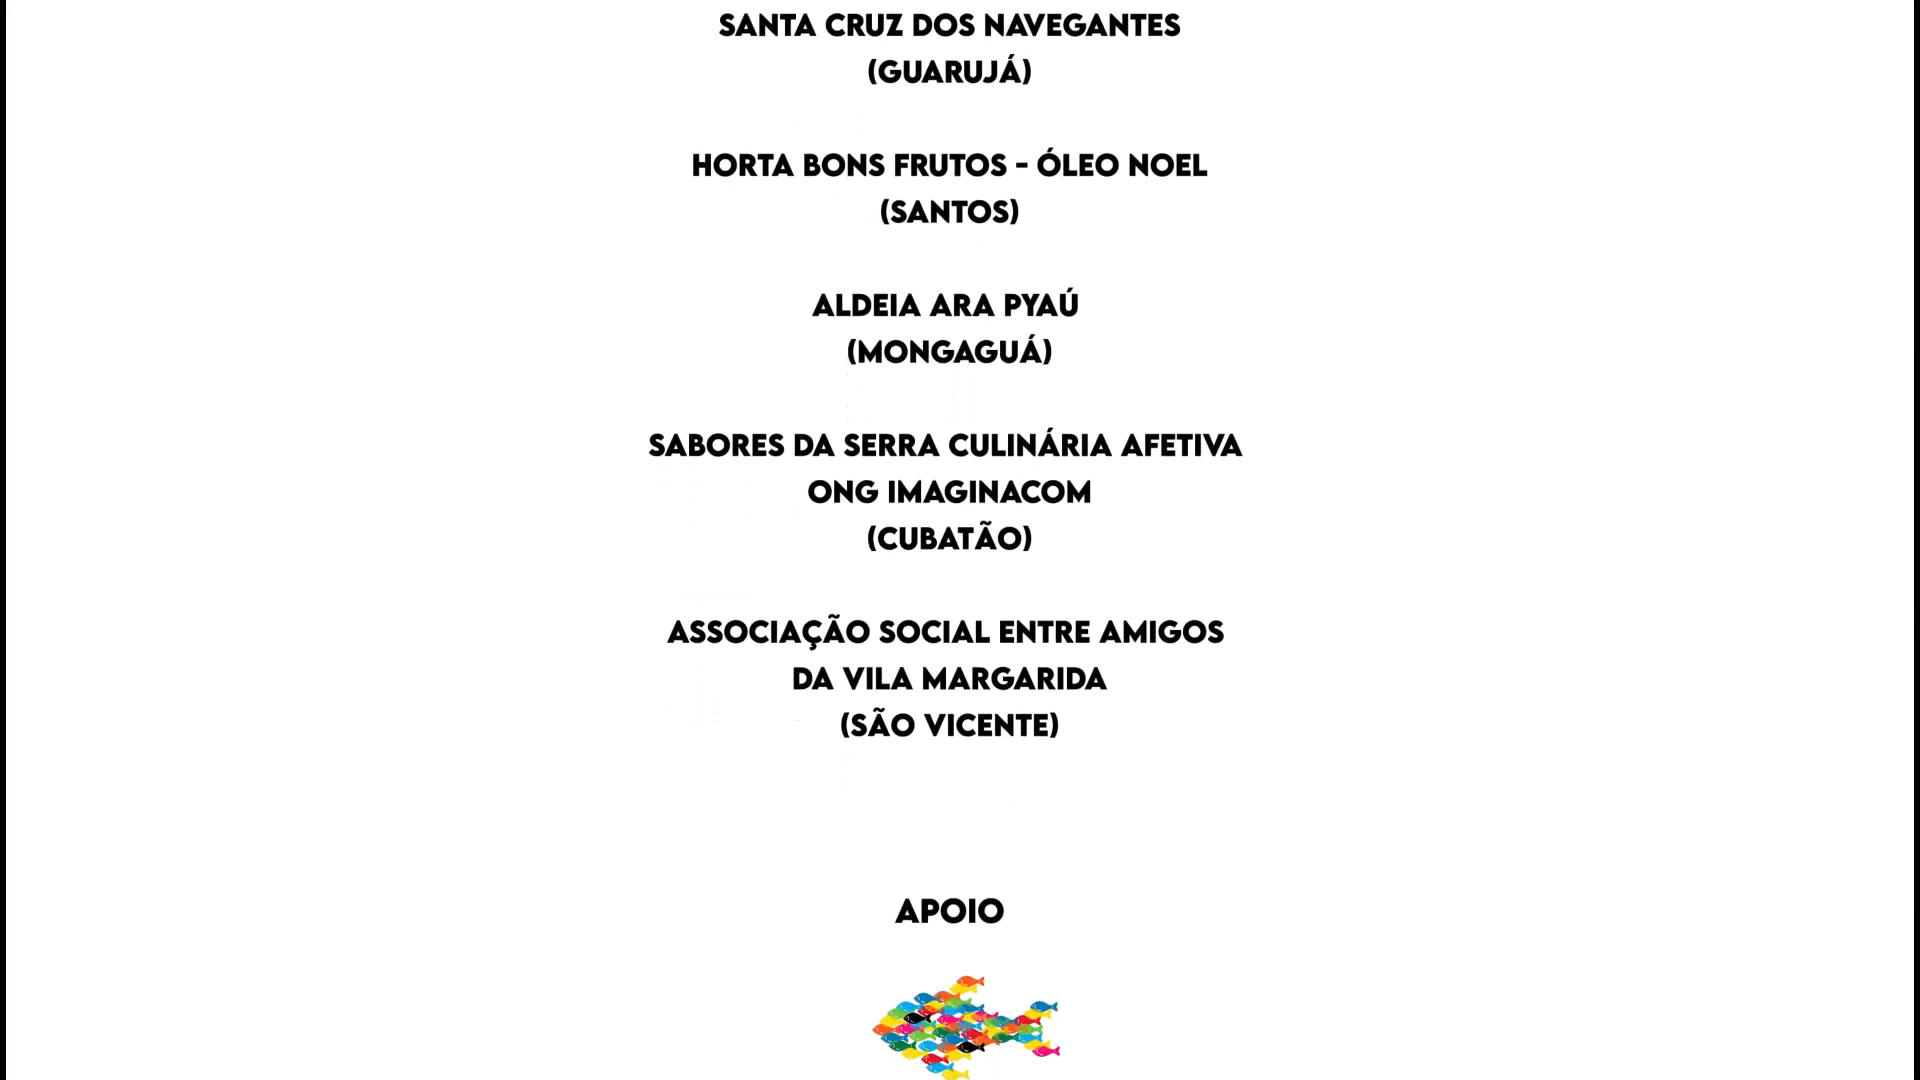 SANTA CRUZ DOS NAVEGANTES
(GUARUJÁ)
HORTA BONS FRUTOS - ÓLEO NOEL
(SANTOS)
ALDEIA ARA PYAÚ
(MONGAGUÁ)
SABORES DA SERRA CULINÁRIA AFETIVA
ONG IMAGINACOM
(CUBATÃO)
ASSOCIAÇÃO SOCIAL ENTRE AMIGOS
DA VILA MARGARIDA
(SÃO VICENTE)
APOIO